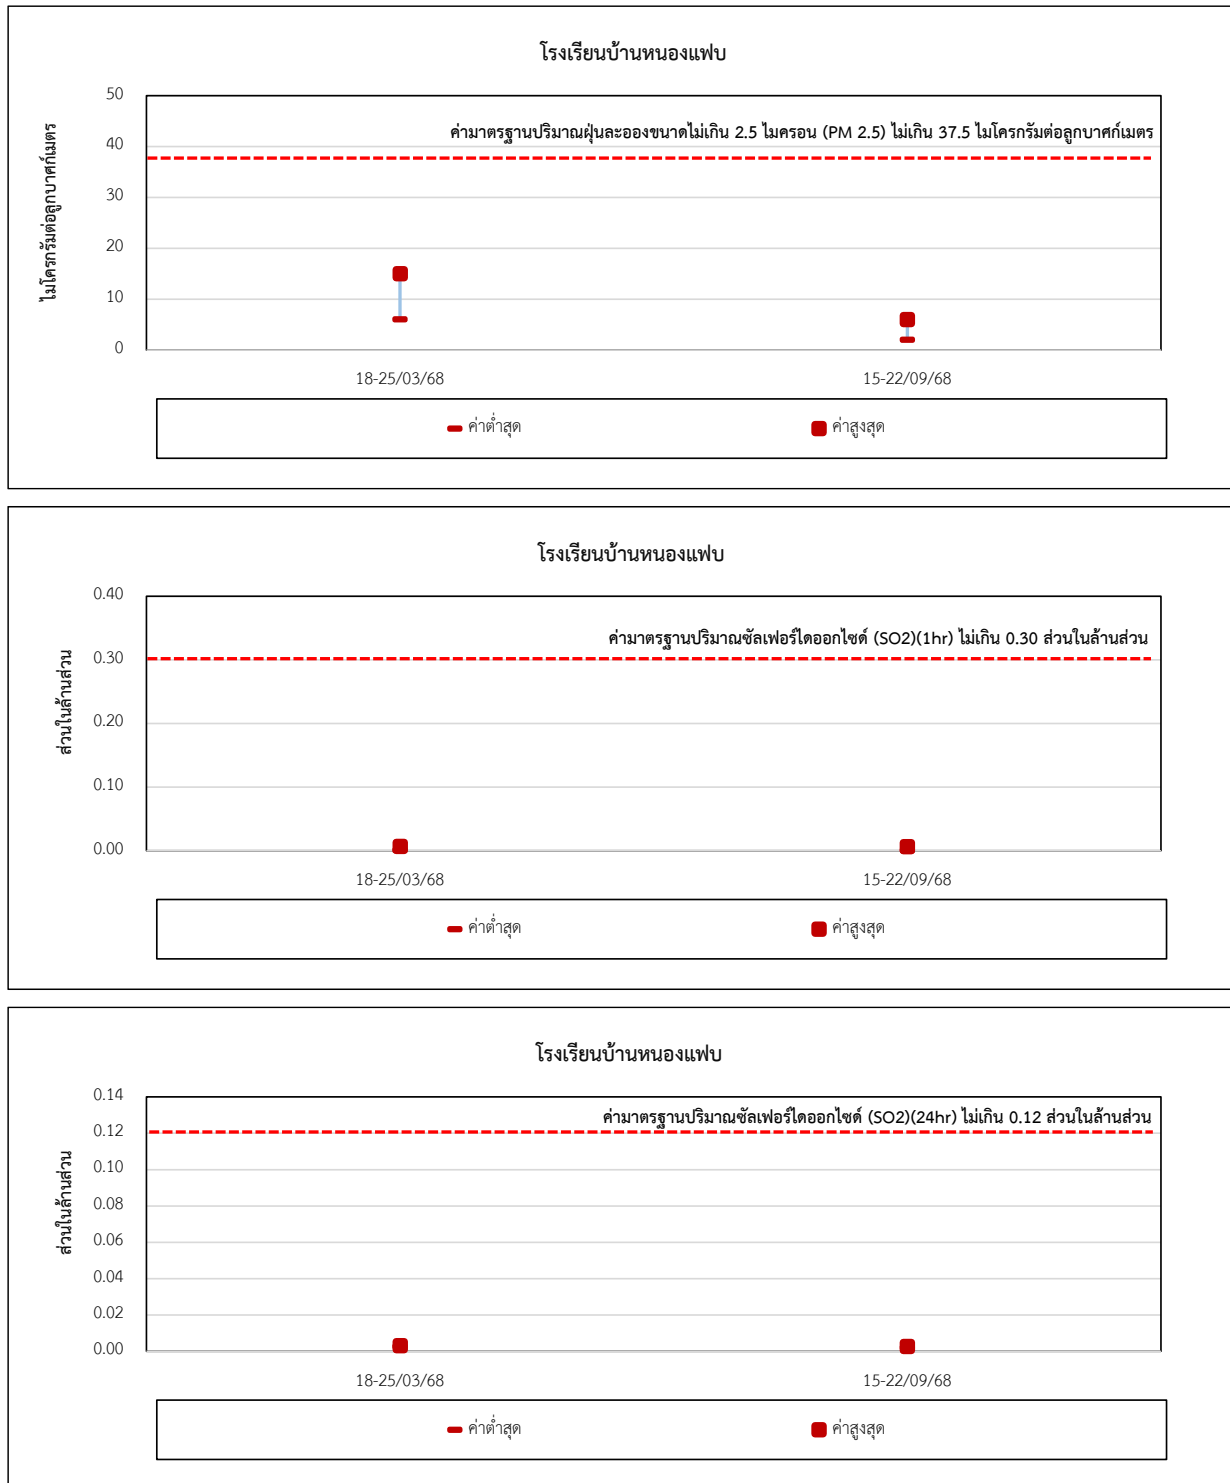 โรงเรียนบ้านหนองแฟบ
50
ค่ามาตรฐานปริมาณฝุ่นละอองขนาดไม่เกิน 2.5 ไมครอน (PM 2.5) ไม่เกิน 37.5 ไมโครกรัมต่อลูกบาศก์เมตร
40
30
20
10
0
ไมโครกรัมต่อลูกบาศก์เมตร
18-25/03/68 15-22/09/68
ค่าต่ำสุด ค่าสูงสุด
โรงเรียนบ้านหนองแฟบ
0.40
ค่ามาตรฐานปริมาณซัลเฟอร์ไดออกไซด์ (SO2)(1hr) ไม่เกิน 0.30 ส่วนในล้านส่วน
0.30
0.20
0.10
0.00
ส่วนในล้านส่วน
18-25/03/68 15-22/09/68
ค่าต่ำสุด ค่าสูงสุด
โรงเรียนบ้านหนองแฟบ
0.14
ค่ามาตรฐานปริมาณซัลเฟอร์ไดออกไซด์ (SO2)(24hr) ไม่เกิน 0.12 ส่วนในล้านส่วน
0.12
0.10
0.08
0.06
0.04
0.02
0.00
ส่วนในล้านส่วน
18-25/03/68 15-22/09/68
ค่าต่ำสุด ค่าสูงสุด